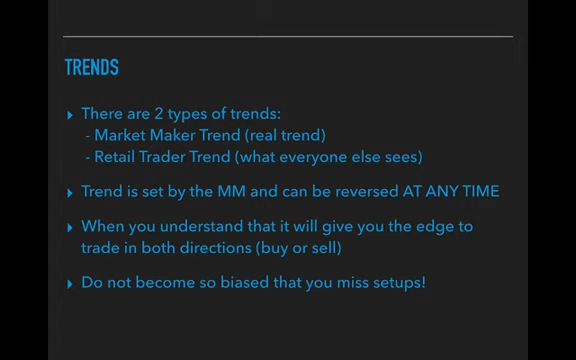 TRENDS
There are 2 types of trends:
- Market Maker Trend (real trend)
- Retail Trader Trend (what everyone else sees)
Trend is set by the MM and can be reversed AT ANY TIME
When you understand that it will give you the edge to
trade in both directions (buy or sell)
Do not become so biased that you miss setups!